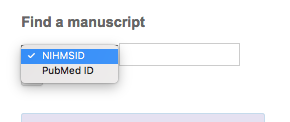 Find a manuscript
✓ NIHMSID
PubMed ID